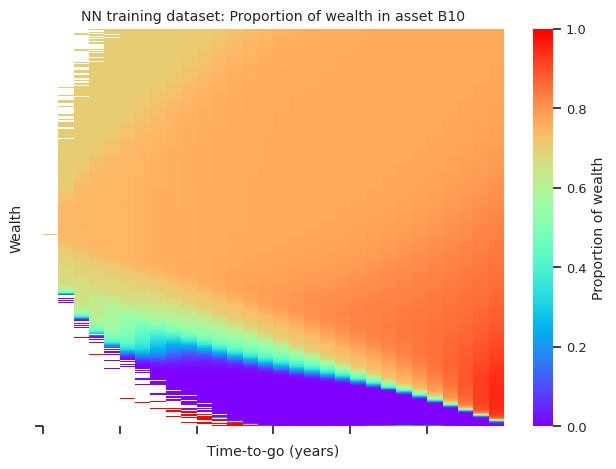 NN training dataset: Proportion of wealth in asset B10
Wealth
Time-to-go (years)
1.0
0.8
0.6
0.4
0.2
0.0
Proportion of wealth